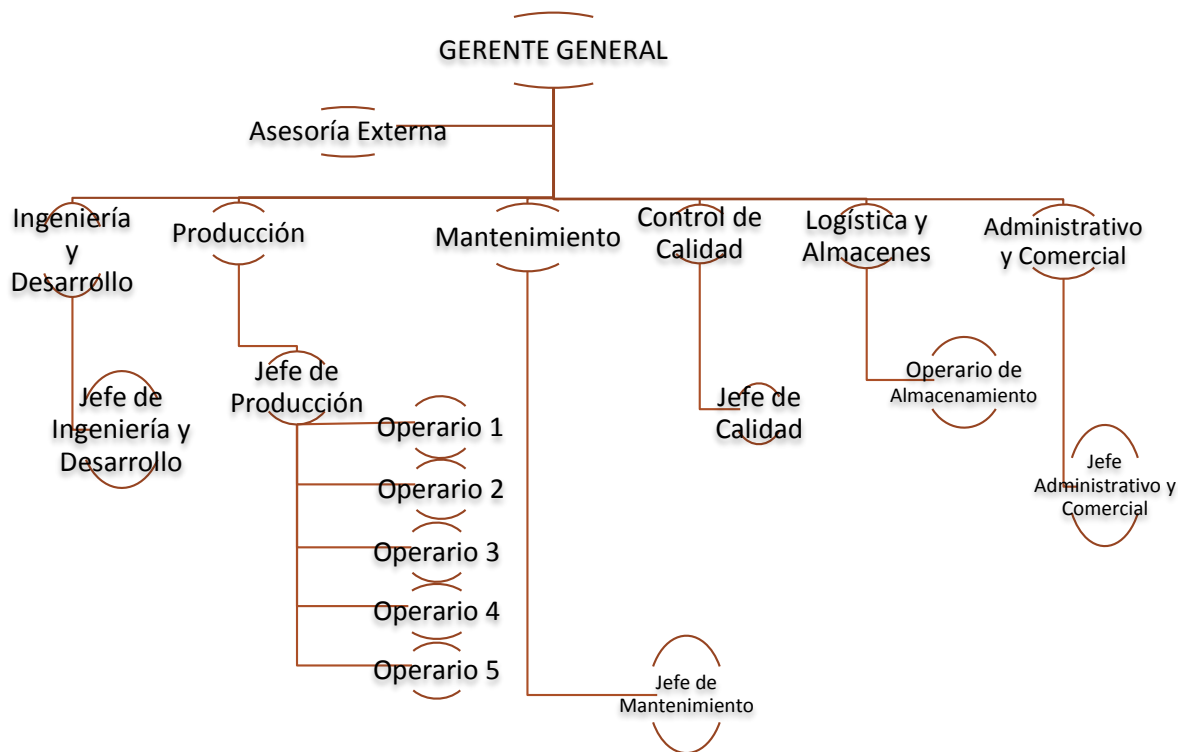 GERENTE GENERAL
Asesoría Externa
Ingeniería
y
Desarrollo
Producción
Mantenimiento
Control de
Calidad
Logística y
Almacenes
Administrativo
y Comercial
Jefe de
Ingeniería y
Desarrollo
Jefe de
Producción
Operario 1
Operario 2
Operario 3
Operario 4
Operario 5
Jefe de
Mantenimiento
Jefe de
Calidad
Operario de
Almacenamiento
Jefe
Administrativo y
Comercial